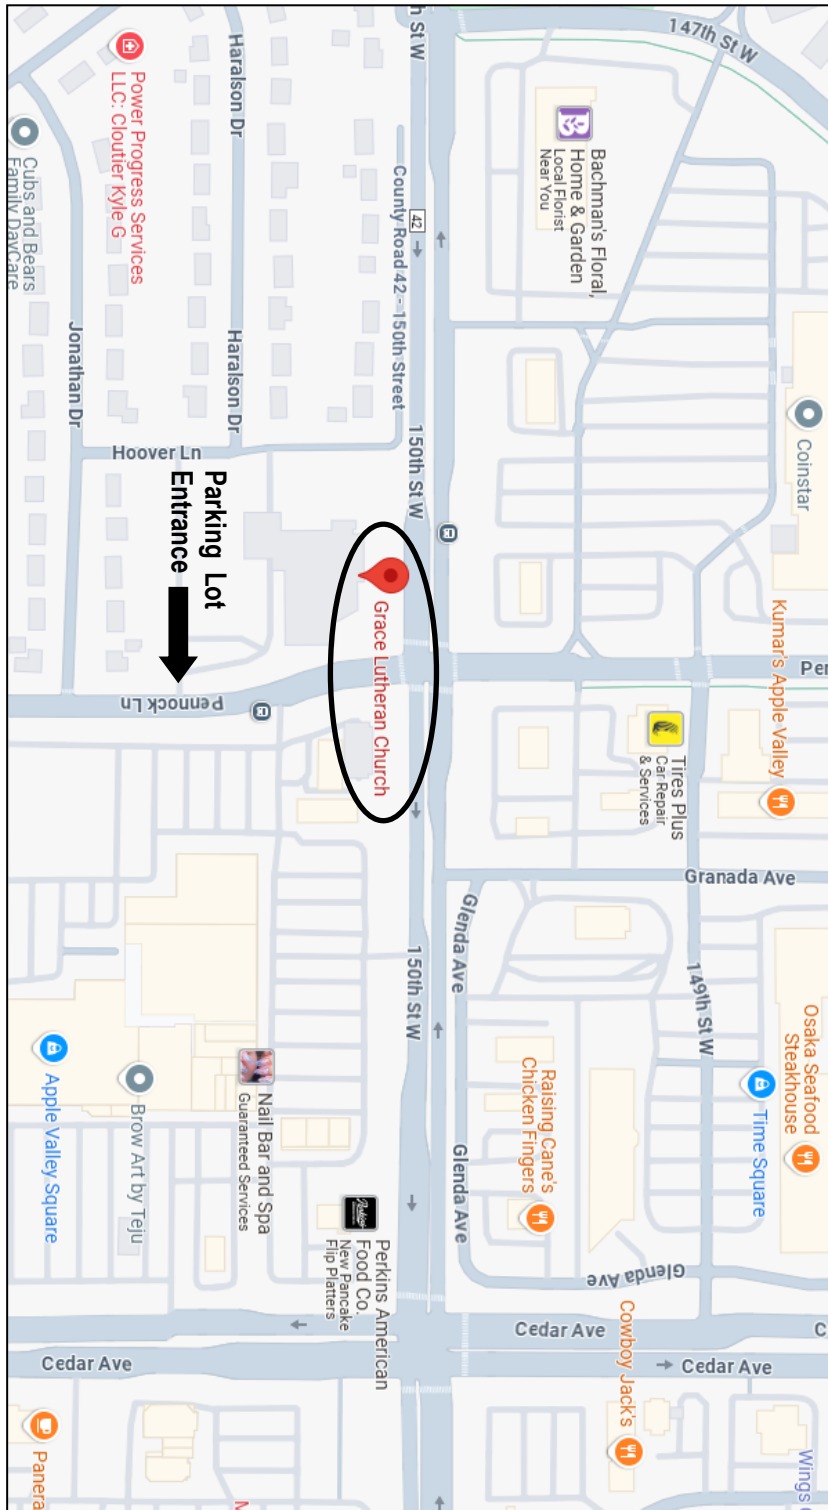 Wings
Osaka Seafood
Steakhouse
Coinstar
Kumar's Apple Valley
Time Square
Granada Ave
Cedar Ave
147th St W
149th St W
Tires Plus
Car Repair
& Services
Glenda Ave
Cowboy Jack's
Bachman's Floral,
Home & Garden
Local Florist
Near You
Raising Cane's
Chicken Fingers
Cedar Ave
Glenda Ave
Glenda Ave
h St W
42
150th St W
150th St W
County Road 42 - 150th Street
Grace Lutheran Church
Perkins American
Food Co.
New Pancake
Flip Platters
Haralson Dr
Haralson Dr
Parking Lot
Entrance
Nail Bar and Spa
Guaranteed Services
Hoover Ln
Pennock Ln
Power Progress Services
LLC: Cloutier Kyle G
Brow Art by Teju
Jonathan Dr
Cedar Ave
Apple Valley Square
Panera
Cubs and Bears
Family DayCare